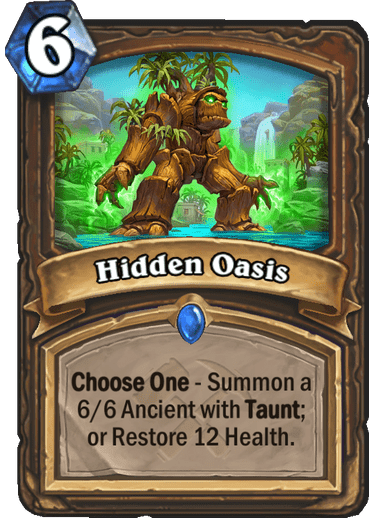 6
Hidden Oasis
Choose One - Summon a
6/6 Ancient with Taunt;
or Restore 12 Health.